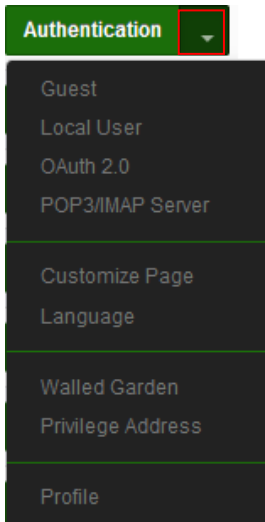 Authentication
Guest
Local User
OAuth 2.0
POP3/IMAP Server
Customize Page
Language
Walled Garden
Privilege Address
Profile